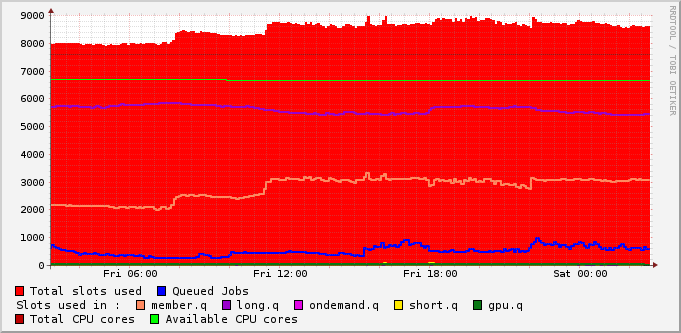 9000
8000
7000
6000
5000
4000
3000
2000
1000
0
Fri 06:00 Fri 12:00 Fri 18:00 Sat 00:00
RRDTOOL / TOBI OETIKER
Total slots used Queued Jobs
Slots used in : member.q long.q ondemand.q short.q gpu.q
Total CPU cores Available CPU cores